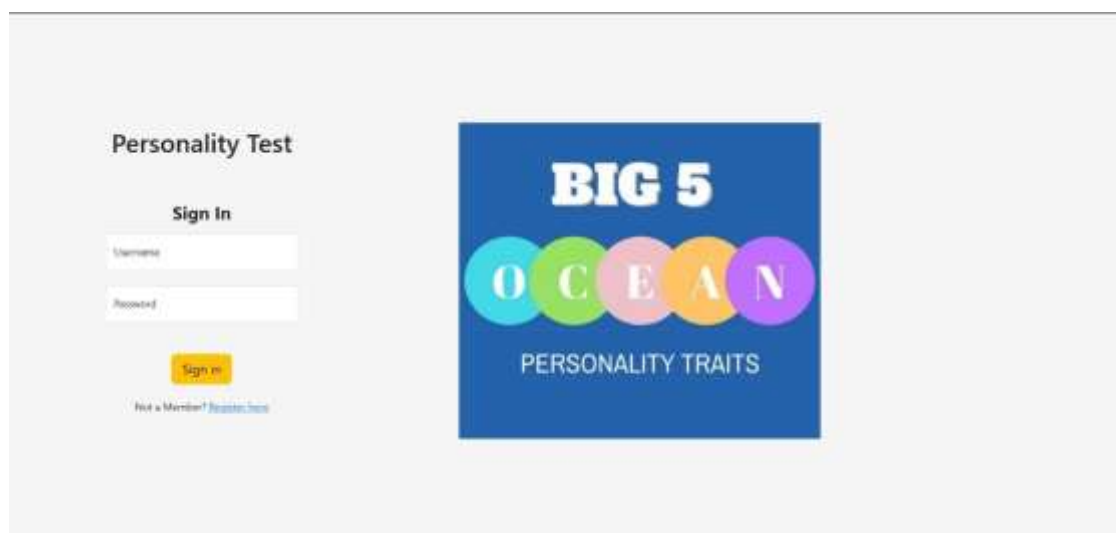 Personality Test
Sign In
Username
Password
Sign in
Not a Member? Register here
BIG 5
O C E A N
PERSONALITY TRAITS